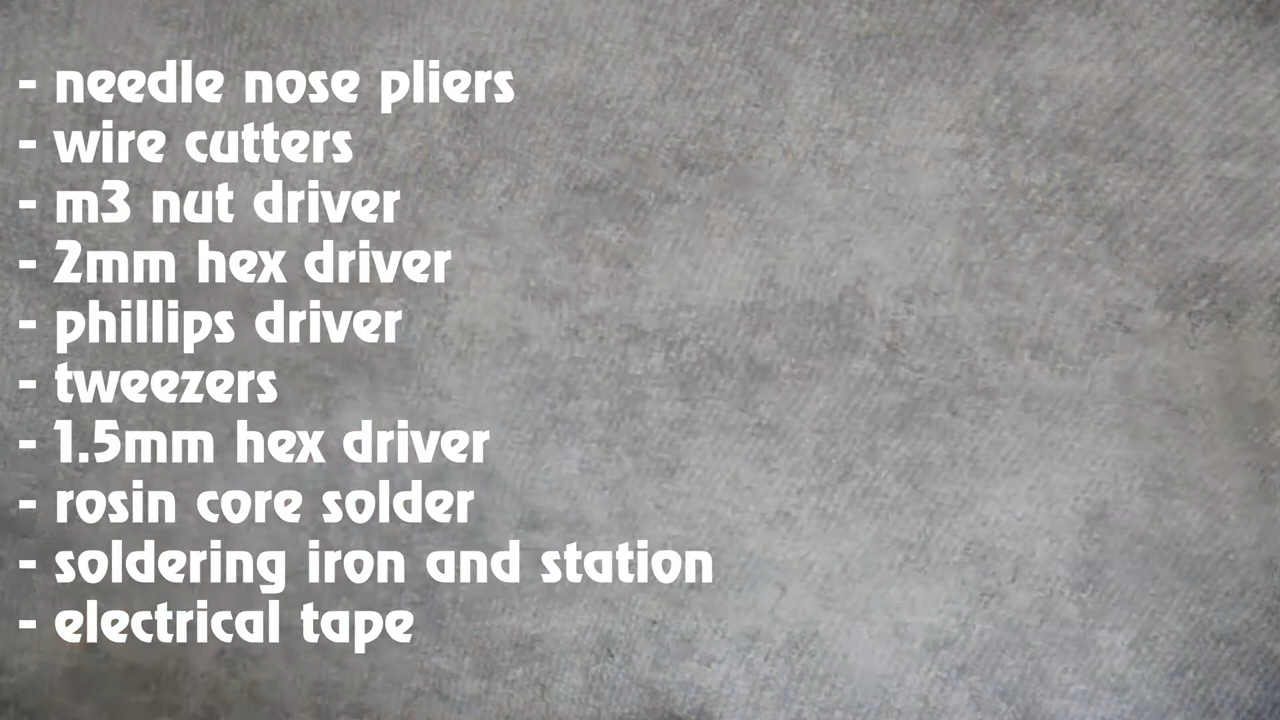 - needle nose pliers
- wire cutters
- m3 nut driver
- 2mm hex driver
- phillips driver
- tweezers
- 1.5mm hex driver
- rosin core solder
- soldering iron and station
- electrical tape